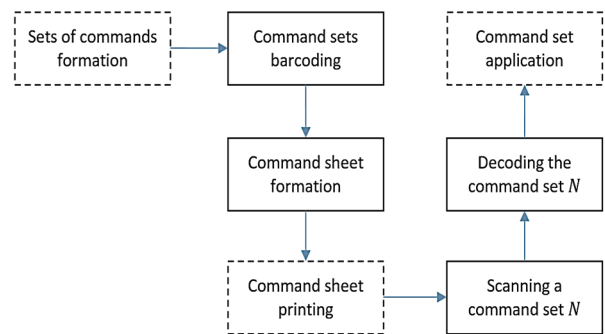 Sets of commands
formation
Command sets
barcoding
Command sheet
formation
Command sheet
printing
Scanning a
command set N
Decoding the
command set N
Command set
application